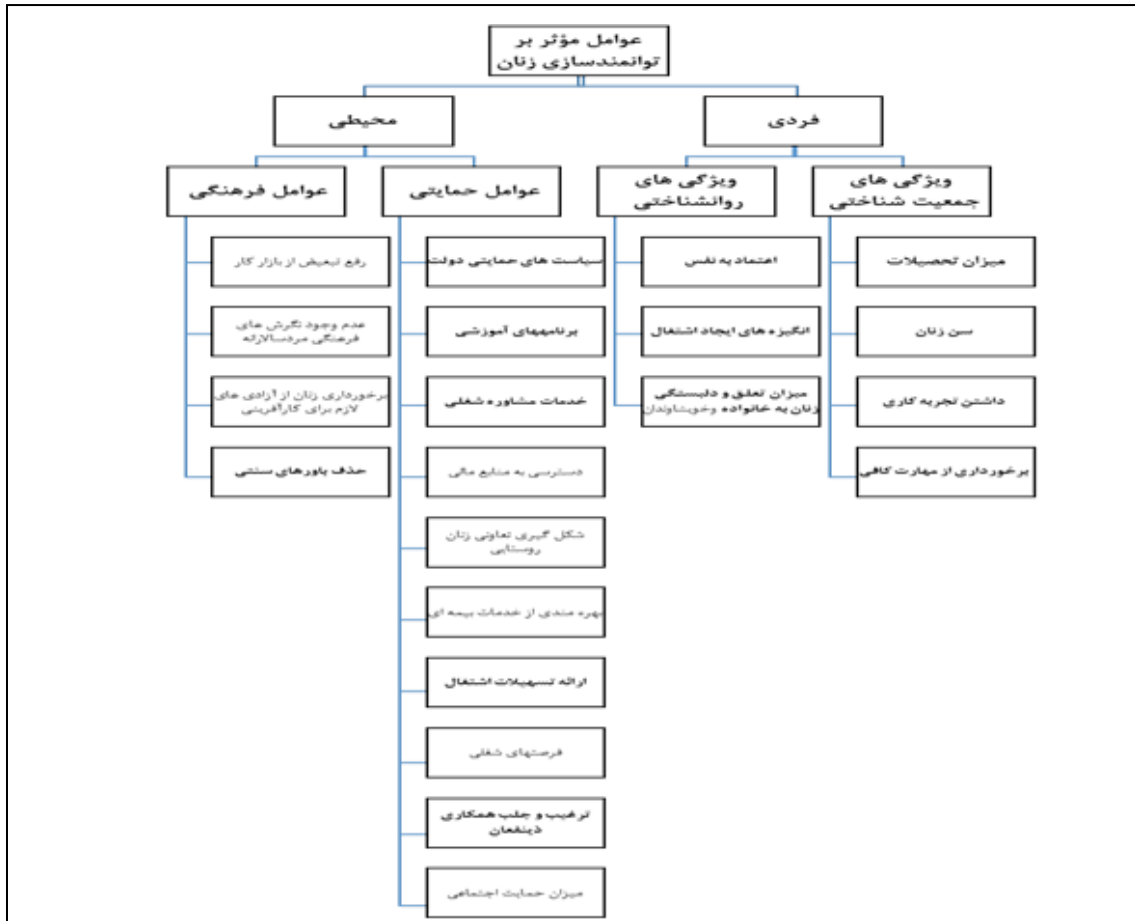 عوامل مؤثر بر
توانمندسازی زنان
فردی
محیطی
ویژگی های
جمعیت شناختی
ویژگی های
روانشناختی
عوامل حمایتی
عوامل فرهنگی
میزان تحصیلات
سن زنان
داشتن تجربه کاری
برخورداری از مهارت کافی
اعتماد به نفس
انگیزه های ایجاد اشتغال
میزان تعلق و دلبستگی
زنان به خانواده وخویشاوندان
سیاست های حمایتی دولت
برنامههای آموزشی
خدمات مشاوره شغلی
دسترسی به منابع مالی
شکل گیری تعاونی زنان
روستایی
بهره مندی از خدمات بیمه ای
ارائه تسهیلات اشتغال
فرصتهای شغلی
ترغیب و جلب همکاری
ذینفعان
میزان حمایت اجتماعی
رفع تبعیض از بازار کار
عدم وجود نگرش های
فرهنگی مردسالارانه
برخورداری زنان از آزادی های
لازم برای کارآفرینی
حذف باورهای سنتی